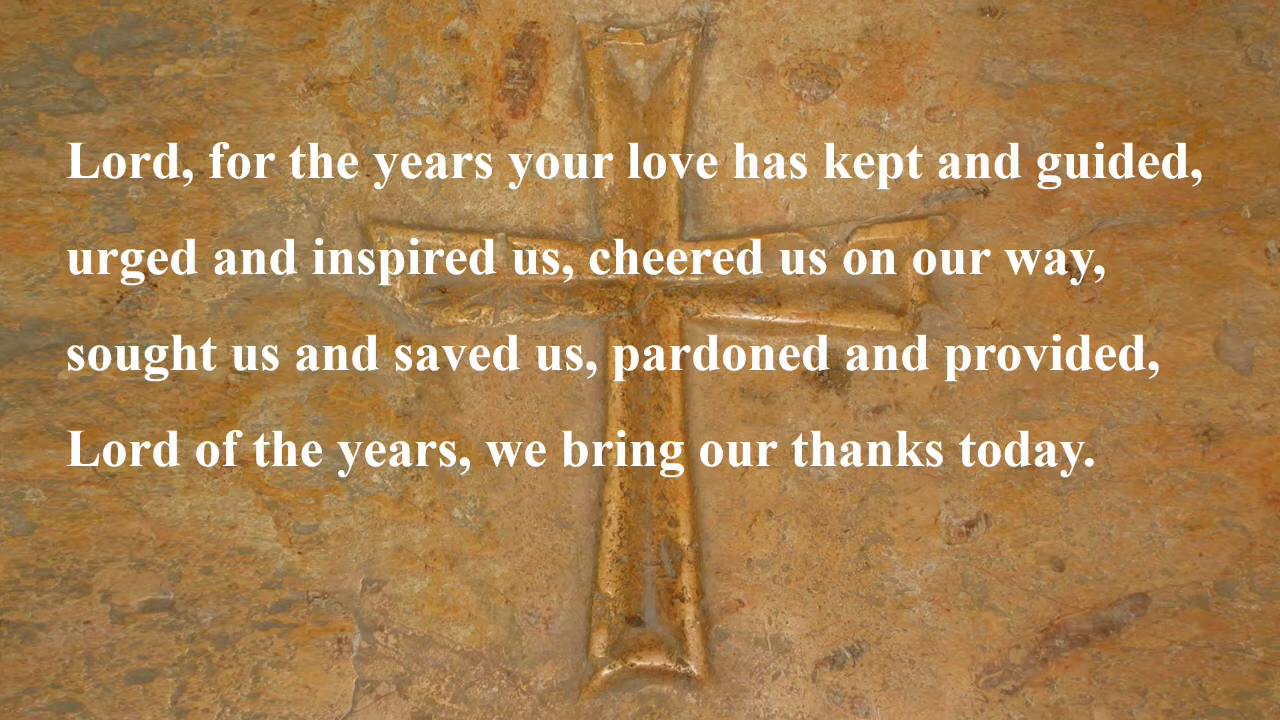 Lord, for the years your love has kept and guided,
urged and inspired us, cheered us on our way,
sought us and saved us, pardoned and provided,
Lord of the years, we bring our thanks today.